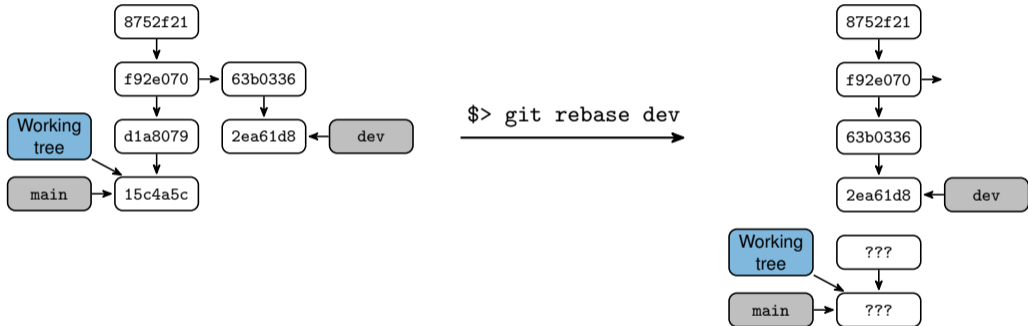 8752f21
f92e070
63b0336
Working
tree
d1a8079
2ea61d8
dev
main
15c4a5c
$> git rebase dev
8752f21
f92e070
63b0336
2ea61d8
dev
Working
tree
???
main
???